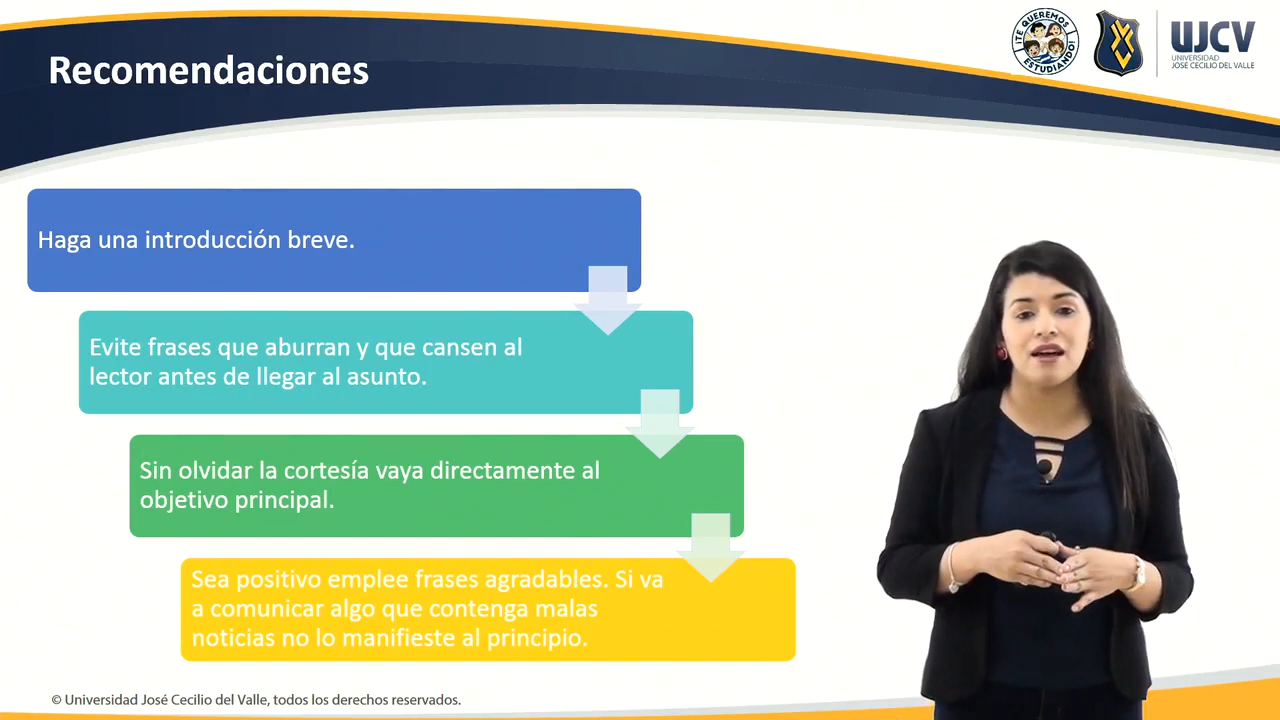 Recomendaciones
¡TE QUEREMOS
ESTUDIANDO!
UJCV
UNIVERSIDAD
JOSÉ CECILIO DEL VALLE
Haga una introducción breve.
Evite frases que aburran y que cansen al
lector antes de llegar al asunto.
Sin olvidar la cortesía vaya directamente al
objetivo principal.
Sea positivo emplee frases agradables. Si va
a comunicar algo que contenga malas
noticias no lo manifieste al principio.
© Universidad José Cecilio del Valle, todos los derechos reservados.